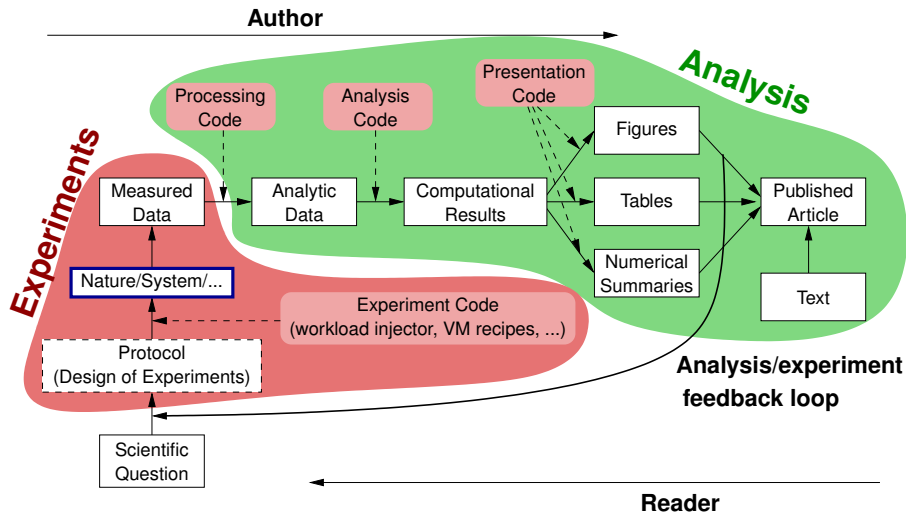 Author
Analysis
Experiments
Processing
Code
Analysis
Code
Presentation
Code
Figures
Measured
Data
Analytic
Data
Computational
Results
Tables
Published
Article
Nature/System/...
Numerical
Summaries
Text
Experiment Code
(workload injector, VM recipes, ...)
Protocol
(Design of Experiments)
Analysis/experiment
feedback loop
Scientific
Question
Reader